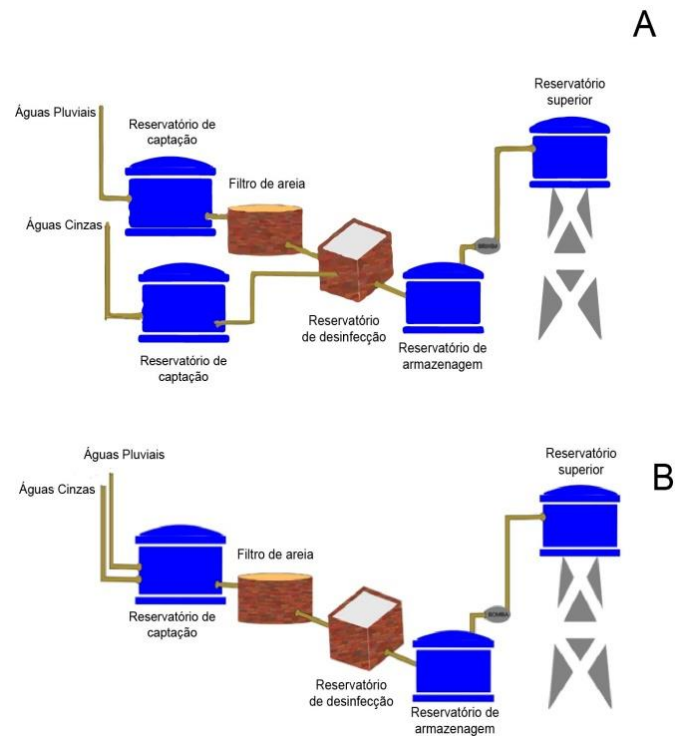 A
Reservatório
superior
Águas Pluviais
Reservatório de
captação
Filtro de areia
Águas Cinzas
BOMBA
Reservatório
de desinfecção
Reservatório de
armazenagem
Reservatório de
captação
B
Reservatório
superior
Águas Pluviais
Águas Cinzas
Filtro de areia
BOMBA
Reservatório de
captação
Reservatório
de desinfecção
Reservatório de
armazenagem